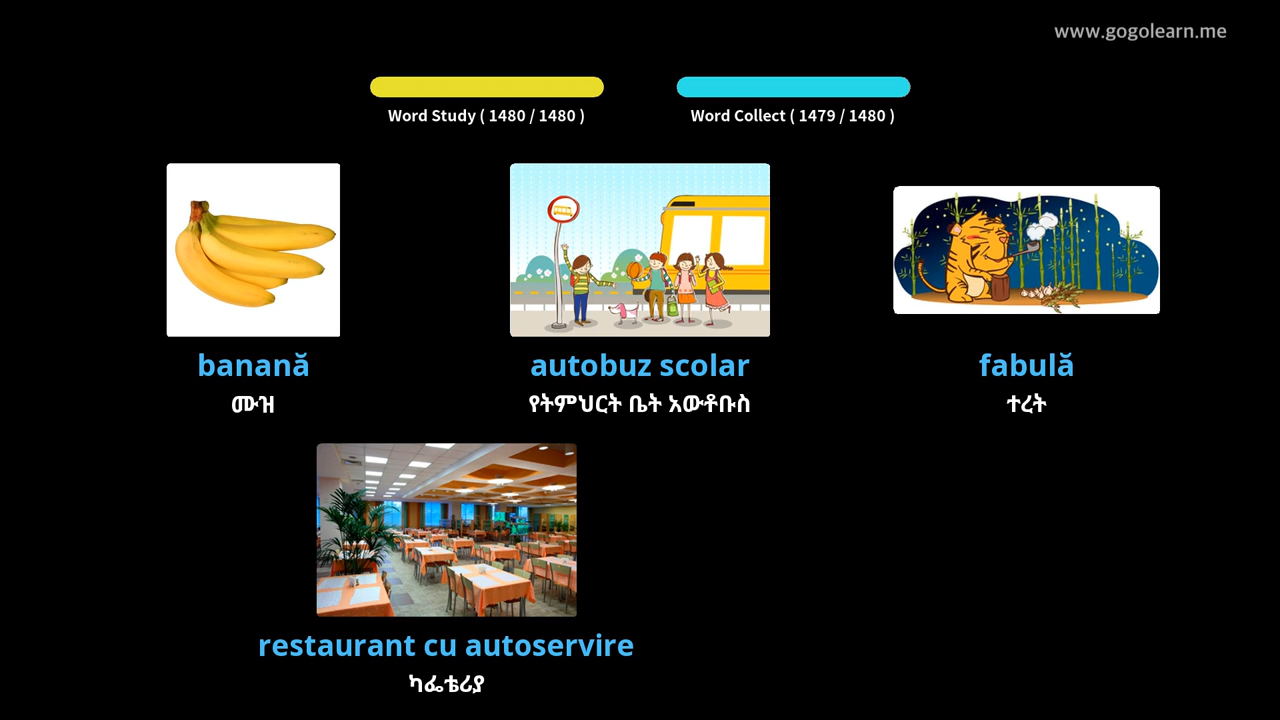 www.gogolearn.me
Word Study ( 1480 / 1480 )
Word Collect ( 1479 / 1480 )
banană
ሙዝ
autobuz scolar
የትምህርት ቤት አውቶቡስ
fabulă
ተረት
restaurant cu autoservire
ካፌቴሪያ